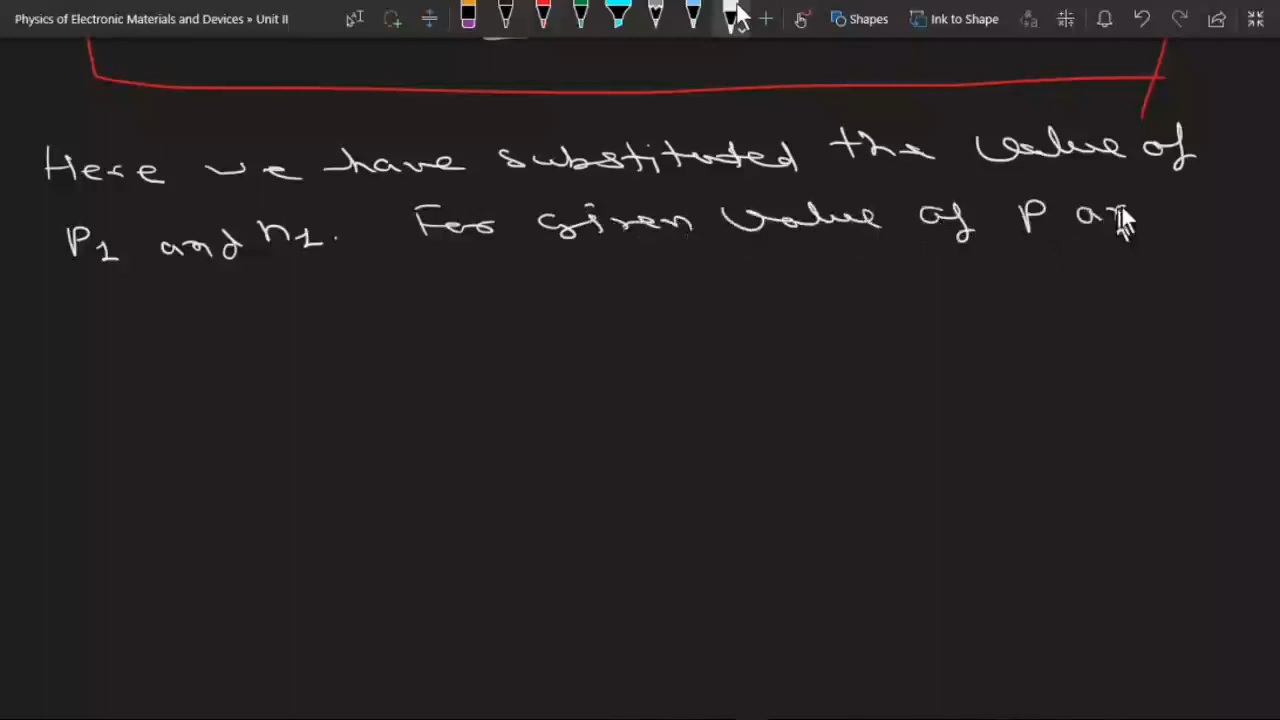 Physics of Electronic Materials and Devices » Unit II
Shapes
Ink to Shape
Here we have substituted the value of
P1 and n1. For given value of P an